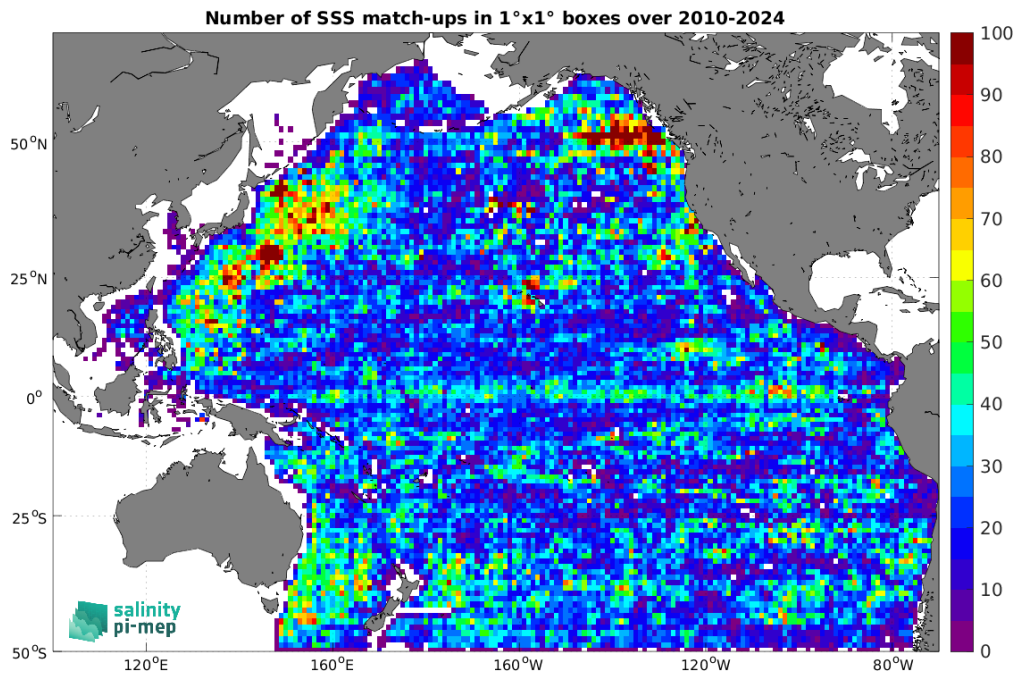 Number of SSS match-ups in 1°x1° boxes over 2010-2024
100
90
80
70
60
50
40
30
20
10
0
50°N
25°N
0°
25°S
50°S
120°E
160°E
160°W
120°W
80°W
salinity
pi-mep